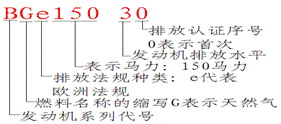 BGe150 30
排放认证序号
0表示首次
发动机排放水平
表示马力：150马力
排放法规种类：e代表
欧洲法规
燃料名称的缩写G表示天然气
发动机系列代号